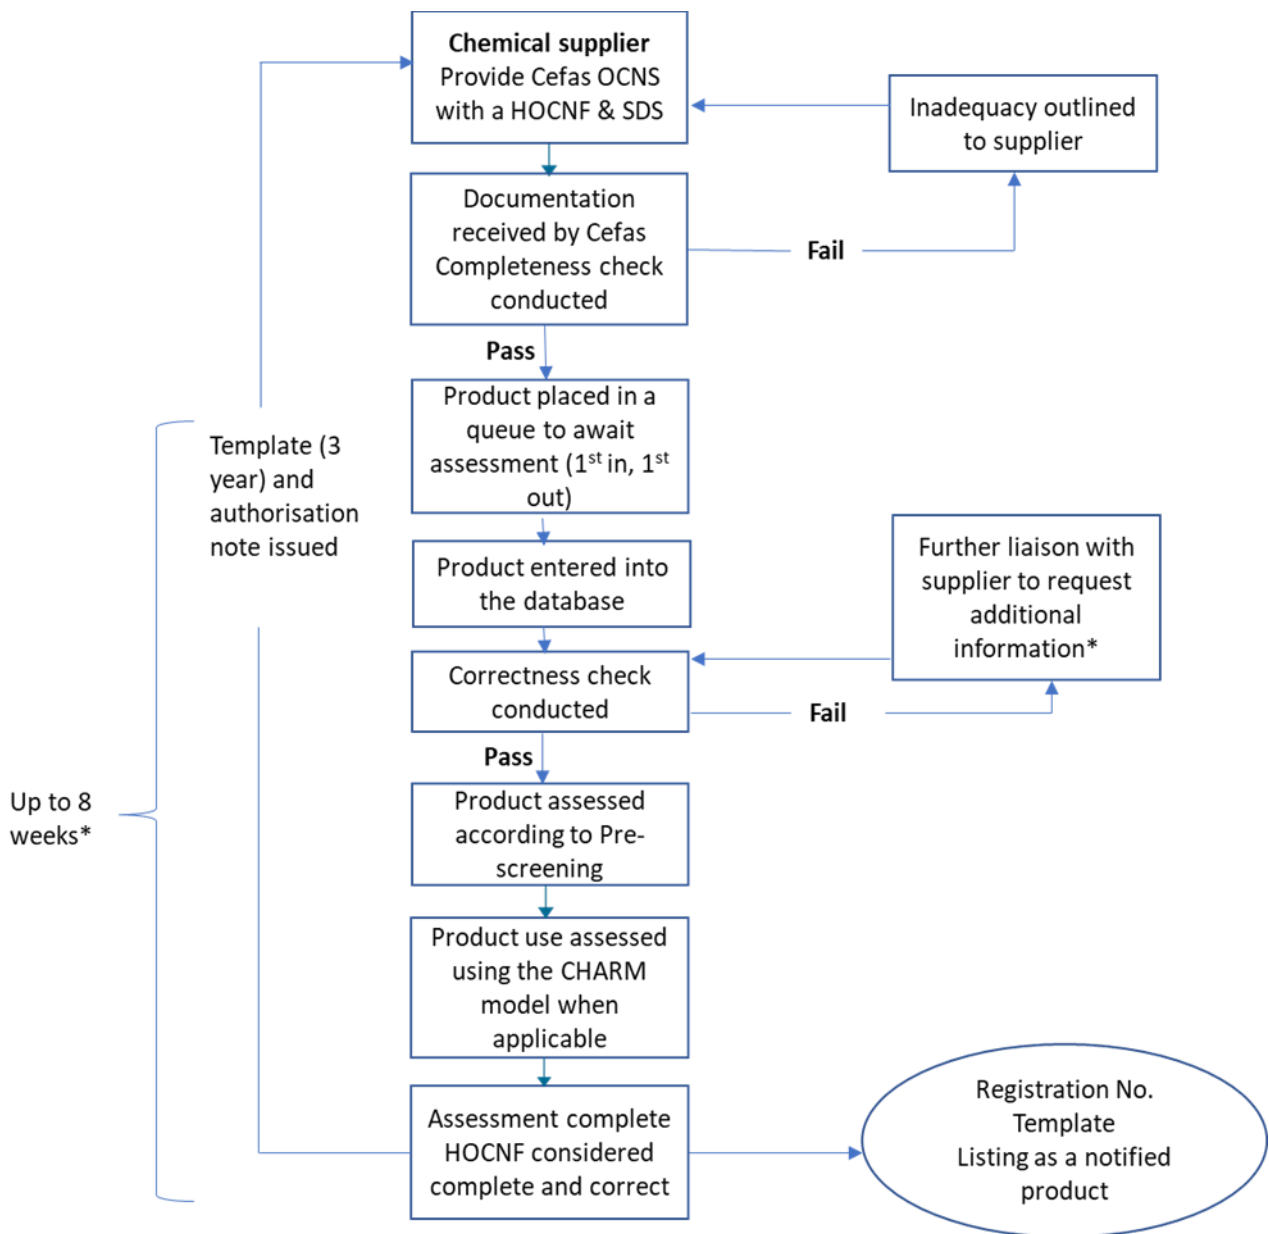 Chemical supplier
Provide Cefas OCNS
with a HOCNF & SDS
Inadequacy outlined
to supplier
Documentation
received by Cefas
Completeness check
conducted
Fail
Pass
Product placed in a
queue to await
assessment (1st in, 1st
out)
Template (3
year) and
authorisation
note issued
Product entered into
the database
Further liaison with
supplier to request
additional
information*
Correctness check
conducted
Fail
Pass
Up to 8
weeks*
Product assessed
according to Pre-
screening
Product use assessed
using the CHARM
model when
applicable
Assessment complete
HOCNF considered
complete and correct
Registration No.
Template
Listing as a notified
product